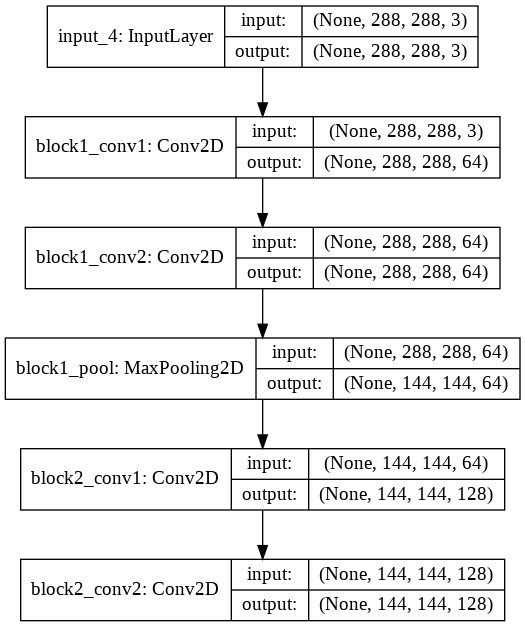 input_4: InputLayer
input: (None, 288, 288, 3)
output: (None, 288, 288, 3)
block1_conv1: Conv2D
input: (None, 288, 288, 3)
output: (None, 288, 288, 64)
block1_conv2: Conv2D
input: (None, 288, 288, 64)
output: (None, 288, 288, 64)
block1_pool: MaxPooling2D
input: (None, 288, 288, 64)
output: (None, 144, 144, 64)
block2_conv1: Conv2D
input: (None, 144, 144, 64)
output: (None, 144, 144, 128)
block2_conv2: Conv2D
input: (None, 144, 144, 128)
output: (None, 144, 144, 128)